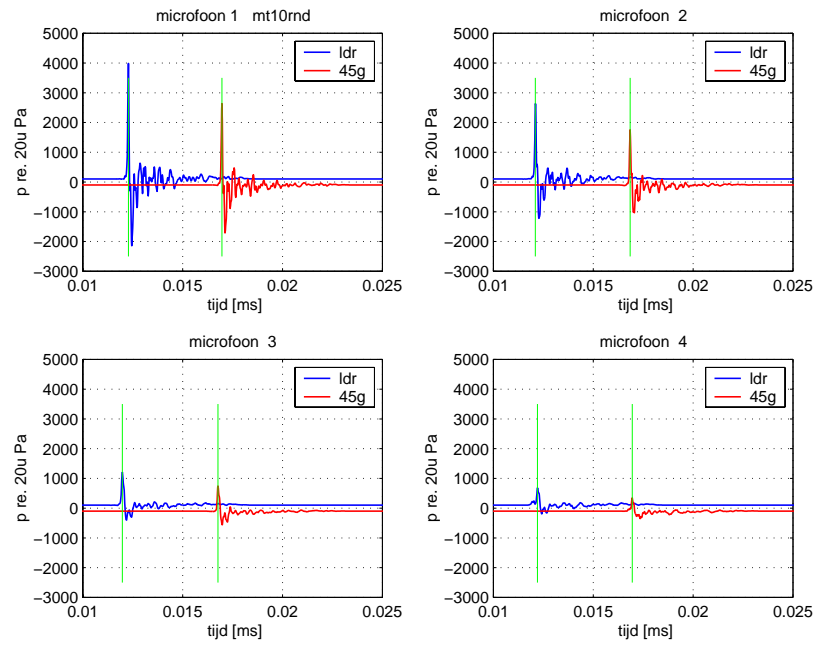 microfoon 1 mt10rnd
5000
4000
3000
2000
1000
0
−1000
−2000
−3000
p re. 20u Pa
ldr
45g
0.01 0.015 0.02 0.025
tijd [ms]
microfoon 2
5000
4000
3000
2000
1000
0
−1000
−2000
−3000
p re. 20u Pa
ldr
45g
0.01 0.015 0.02 0.025
tijd [ms]
microfoon 3
5000
4000
3000
2000
1000
0
−1000
−2000
−3000
p re. 20u Pa
ldr
45g
0.01 0.015 0.02 0.025
tijd [ms]
microfoon 4
5000
4000
3000
2000
1000
0
−1000
−2000
−3000
p re. 20u Pa
ldr
45g
0.01 0.015 0.02 0.025
tijd [ms]